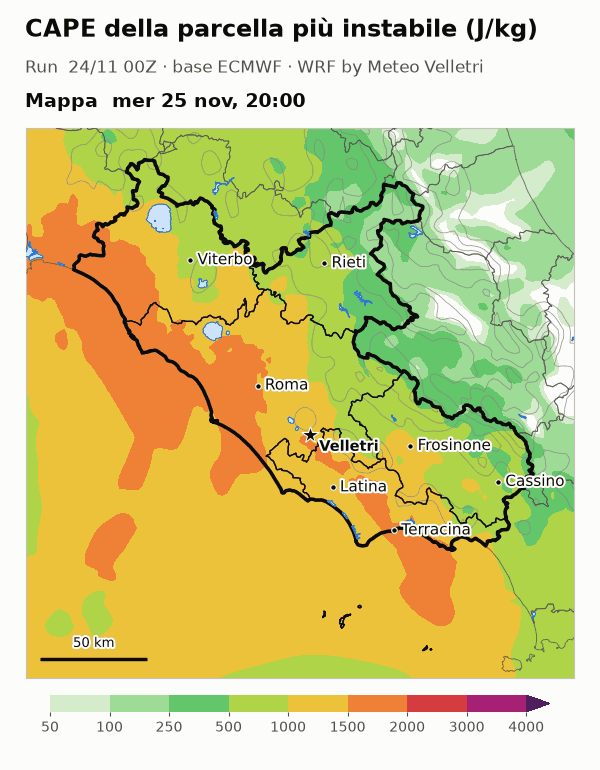 CAPE della parcella più instabile (J/kg)
Run  24/11 00Z · base ECMWF · WRF by Meteo Velletri
Mappa  mer 25 nov, 20:00
Viterbo
Rieti
Roma
Velletri
Frosinone
Cassino
Latina
Terracina
50 km
50 100 250 500 1000 1500 2000 3000 4000